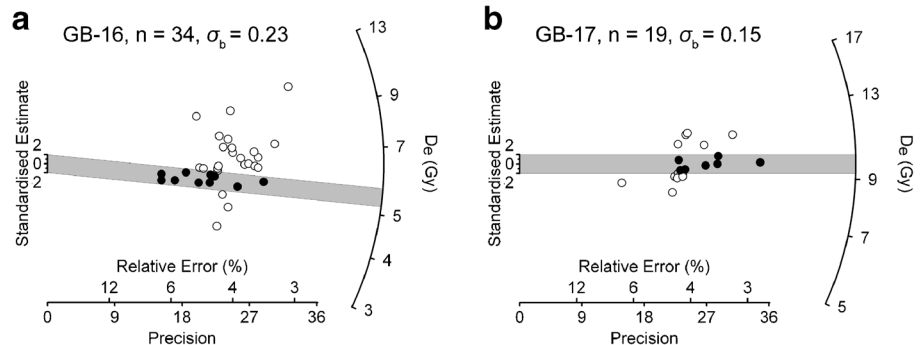 a
GB-16, n = 34, σb = 0.23
13
9
7
5
4
3
De (Gy)
Standardised Estimate
2
0
2
Relative Error (%)
12 6 4 3
0 9 18 27 36
Precision
b
GB-17, n = 19, σb = 0.15
17
13
9
7
5
De (Gy)
Standardised Estimate
2
0
2
Relative Error (%)
12 6 4 3
0 9 18 27 36
Precision